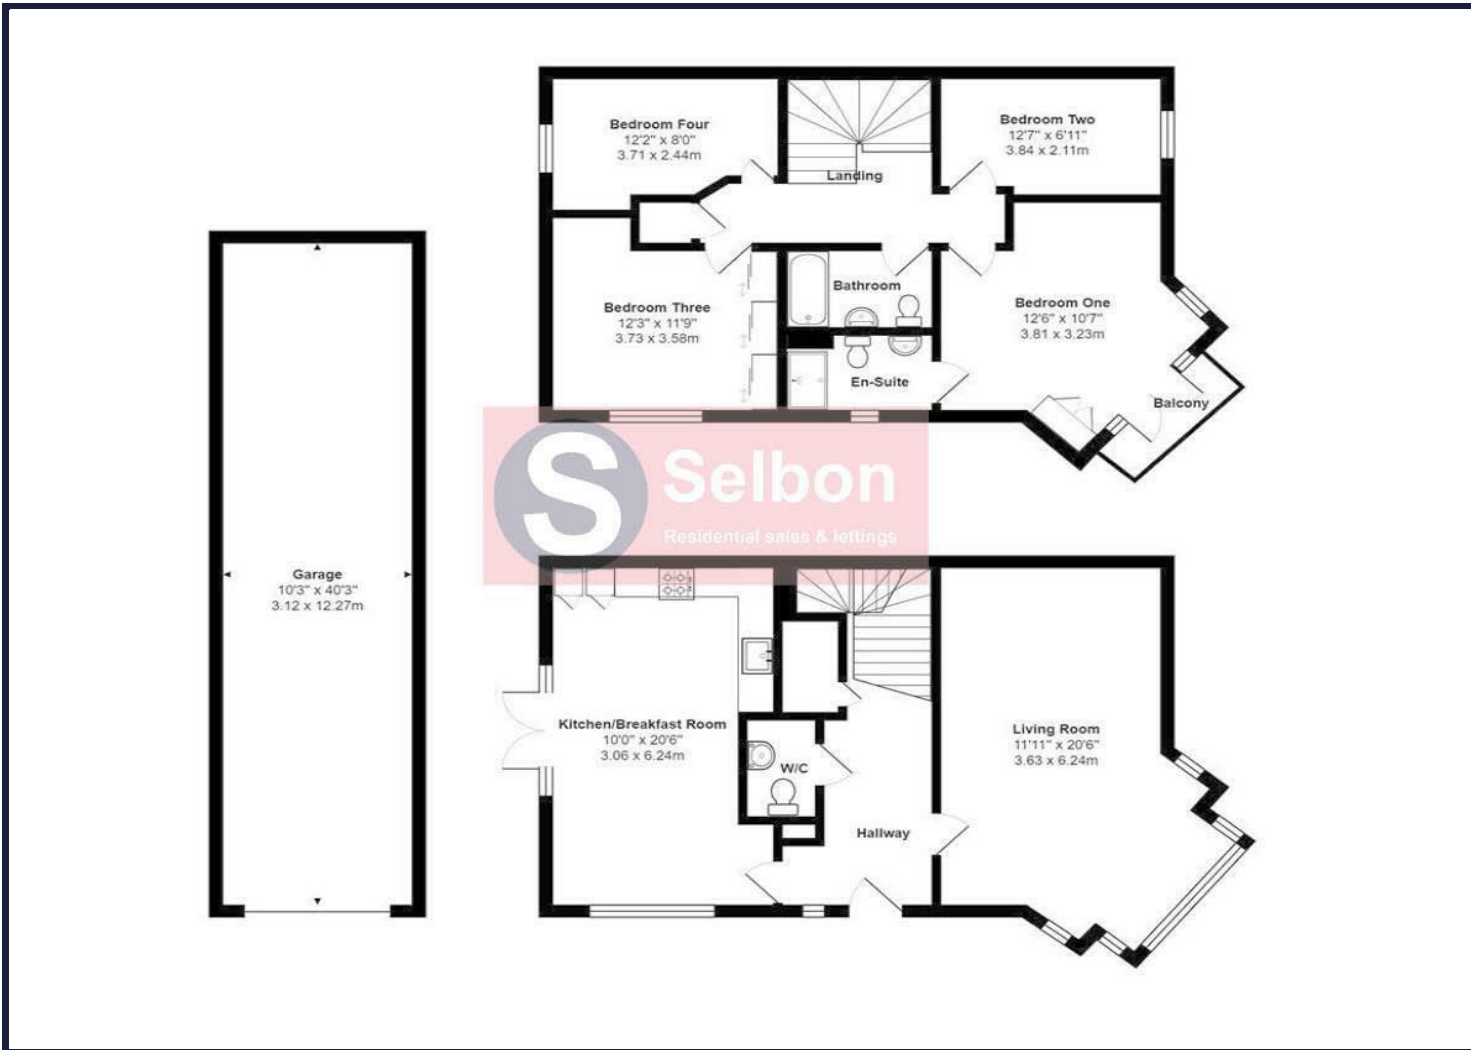 Bedroom Four
12'2" x 8'0"
3.71 x 2.44m
Landing
Bedroom Two
12'7" x 6'11"
3.84 x 2.11m
Bedroom Three
12'3" x 11'9"
3.73 x 3.58m
Bathroom
En-Suite
Bedroom One
12'6" x 10'7"
3.81 x 3.23m
Balcony
S
Selbon
Residential sales & lettings
Garage
10'3" x 40'3"
3.12 x 12.27m
Kitchen/Breakfast Room
10'0" x 20'6"
3.06 x 6.24m
W/C
Hallway
Living Room
11'11" x 20'6"
3.63 x 6.24m